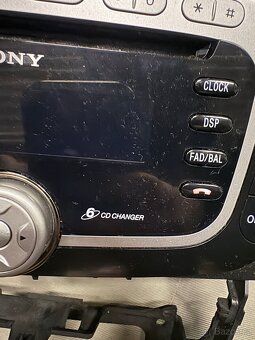 * #
ONY
CLOCK
DSP
FAD/BAL
6 CD CHANGER